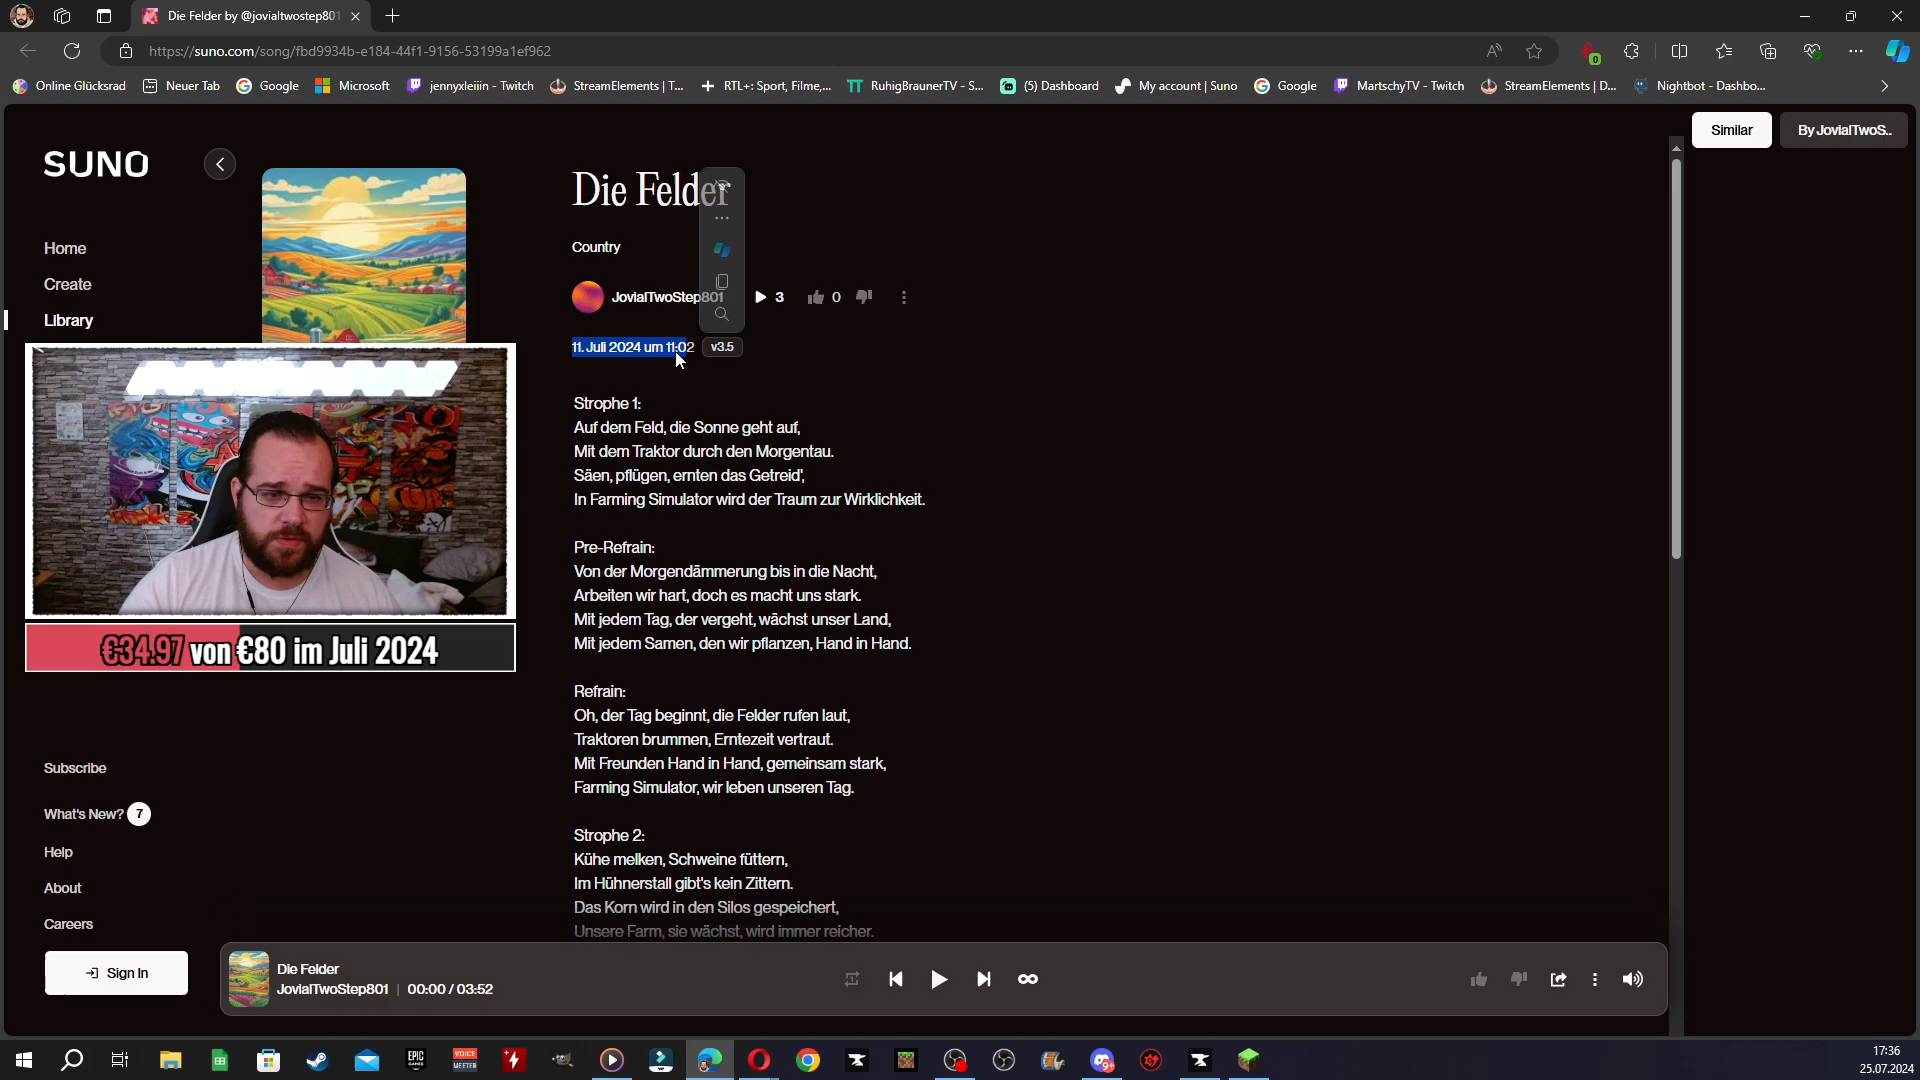 Die Felder by @jovialtwostep801
https://suno.com/song/fbd9934b-e184-44f1-9156-53199a1ef962
Online Glücksrad
Neuer Tab
Google
Microsoft
jennyxleiiin - Twitch
StreamElements | T...
RTL+: Sport, Filme,...
RuhigBraunerTV - S...
(5) Dashboard
My account | Suno
Google
MartschyTV - Twitch
StreamElements | D...
Nightbot - Dashbo...
SUNO
Home
Create
Library
Die Felder
Country
JovialTwoStep801
3
0
11. Juli 2024 um 11:02
v3.5
Similar
By JovialTwoS..
Strophe 1:
Auf dem Feld, die Sonne geht auf,
Mit dem Traktor durch den Morgentau.
Säen, pflügen, ernten das Getreid',
In Farming Simulator wird der Traum zur Wirklichkeit.
Pre-Refrain:
Von der Morgendämmerung bis in die Nacht,
Arbeiten wir hart, doch es macht uns stark.
Mit jedem Tag, der vergeht, wächst unser Land,
Mit jedem Samen, den wir pflanzen, Hand in Hand.
Refrain:
Oh, der Tag beginnt, die Felder rufen laut,
Traktoren brummen, Erntezeit vertraut.
Mit Freunden Hand in Hand, gemeinsam stark,
Farming Simulator, wir leben unseren Tag.
Strophe 2:
Kühe melken, Schweine füttern,
Im Hühnerstall gibt's kein Zittern.
Das Korn wird in den Silos gespeichert,
Unsere Farm, sie wächst, wird immer reicher.
€34.97 von €80 im Juli 2024
Subscribe
What's New? 7
Help
About
Careers
Sign In
Die Felder
JovialTwoStep801 | 00:00 / 03:52
EPIC GAMES
VOICE MEETER
9+
17:36
25.07.2024